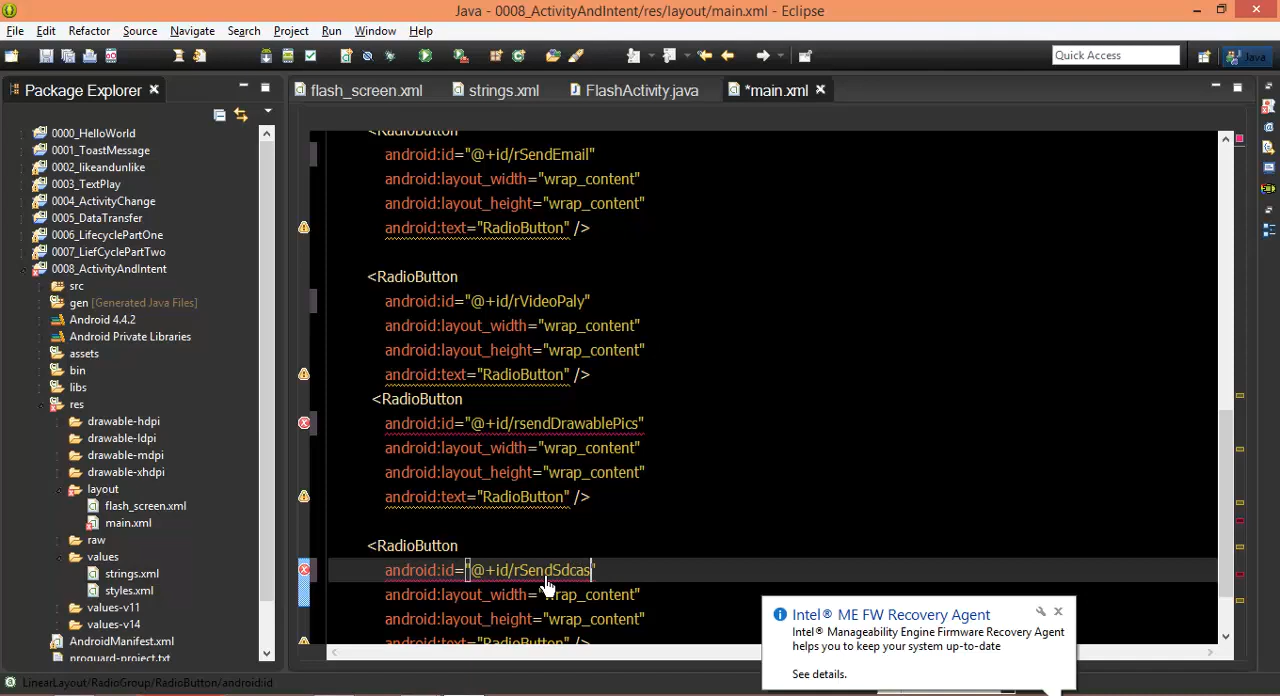 Java - 0008_ActivityAndIntent/res/layout/main.xml - Eclipse
File Edit Refactor Source Navigate Search Project Run Window Help
Quick Access
Java
Package Explorer
flash_screen.xml
strings.xml
FlashActivity.java
*main.xml
0000_HelloWorld
0001_ToastMessage
0002_likeandunlike
0003_TextPlay
0004_ActivityChange
0005_DataTransfer
0006_LifecyclePartOne
0007_LiefCyclePartTwo
0008_ActivityAndIntent
src
gen [Generated Java Files]
Android 4.4.2
Android Private Libraries
assets
bin
libs
res
drawable-hdpi
drawable-ldpi
drawable-mdpi
drawable-xhdpi
layout
flash_screen.xml
main.xml
raw
values
strings.xml
styles.xml
values-v11
values-v14
AndroidManifest.xml
proguard-project.txt
<RadioButton
android:id="@+id/rSendEmail"
android:layout_width="wrap_content"
android:layout_height="wrap_content"
android:text="RadioButton" />
<RadioButton
android:id="@+id/rVideoPaly"
android:layout_width="wrap_content"
android:layout_height="wrap_content"
android:text="RadioButton" />
<RadioButton
android:id="@+id/rsendDrawablePics"
android:layout_width="wrap_content"
android:layout_height="wrap_content"
android:text="RadioButton" />
<RadioButton
android:id="@+id/rSendSdcas"
android:layout_width="wrap_content"
android:layout_height="wrap_content"
android:text="RadioButton" />
Intel® ME FW Recovery Agent
Intel® Manageability Engine Firmware Recovery Agent
helps you to keep your system up-to-date
See details.
LinearLayout/RadioGroup/RadioButton/android:id